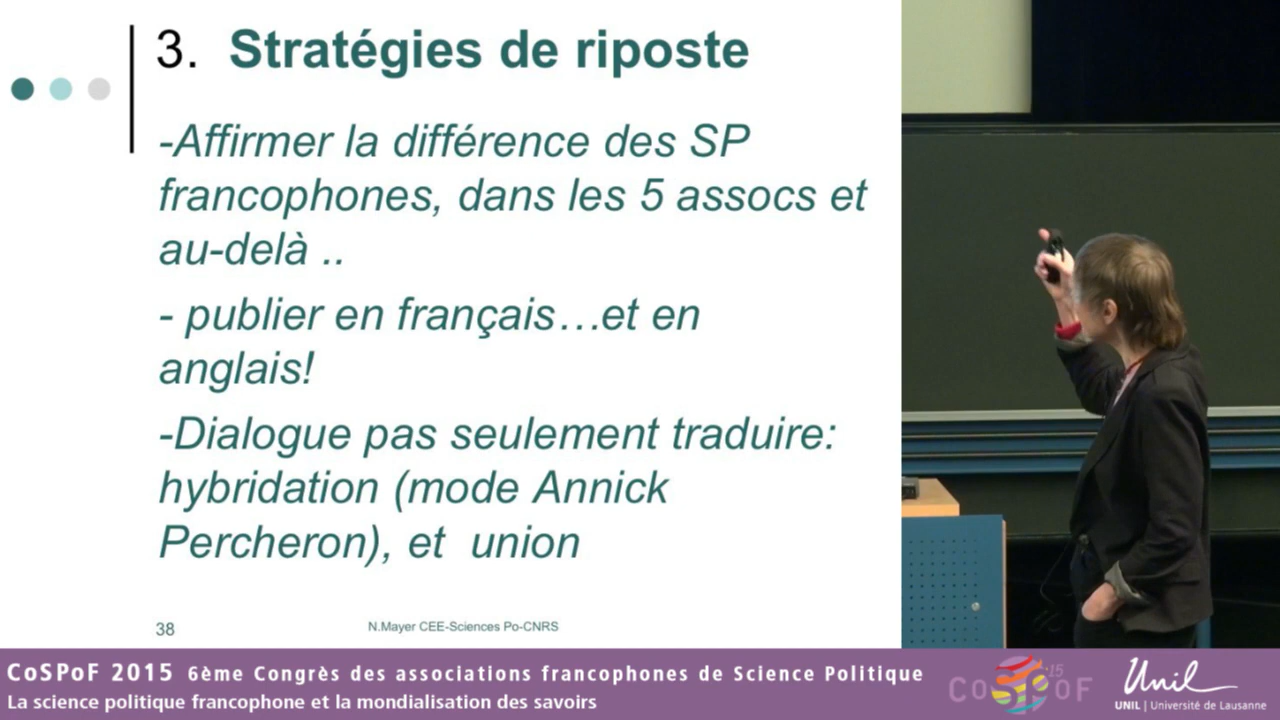 3. Stratégies de riposte
-Affirmer la différence des SP
francophones, dans les 5 assocs et
au-delà ..
- publier en français…et en
anglais!
-Dialogue pas seulement traduire:
hybridation (mode Annick
Percheron), et union
38
N.Mayer CEE-Sciences Po-CNRS
CoSPoF 2015 6ème Congrès des associations francophones de Science Politique
La science politique francophone et la mondialisation des savoirs
CoSPoF '15
Unil
UNIL | Université de Lausanne